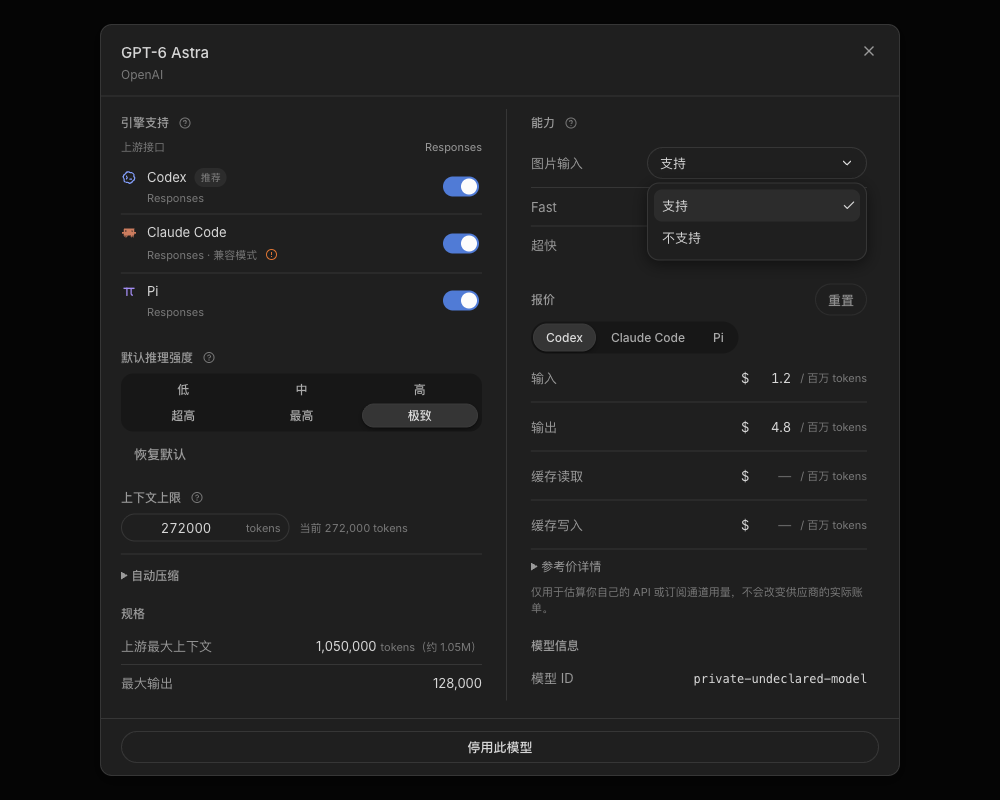 GPT-6 Astra
OpenAI
引擎支持
上游接口 Responses
Codex 推荐
Responses
Claude Code
Responses · 兼容模式
Pi
Responses
默认推理强度
低 中 高
超高 最高 极致
恢复默认
上下文上限
272000 tokens 当前 272,000 tokens
自动压缩
规格
上游最大上下文 1,050,000 tokens (约 1.05M)
最大输出 128,000
能力
图片输入 支持
支持
不支持
Fast
超快
报价 重置
Codex Claude Code Pi
输入 $ 1.2 / 百万 tokens
输出 $ 4.8 / 百万 tokens
缓存读取 $ — / 百万 tokens
缓存写入 $ — / 百万 tokens
参考价详情
仅用于估算你自己的 API 或订阅通道用量，不会改变供应商的实际账
单。
模型信息
模型 ID private-undeclared-model
停用此模型